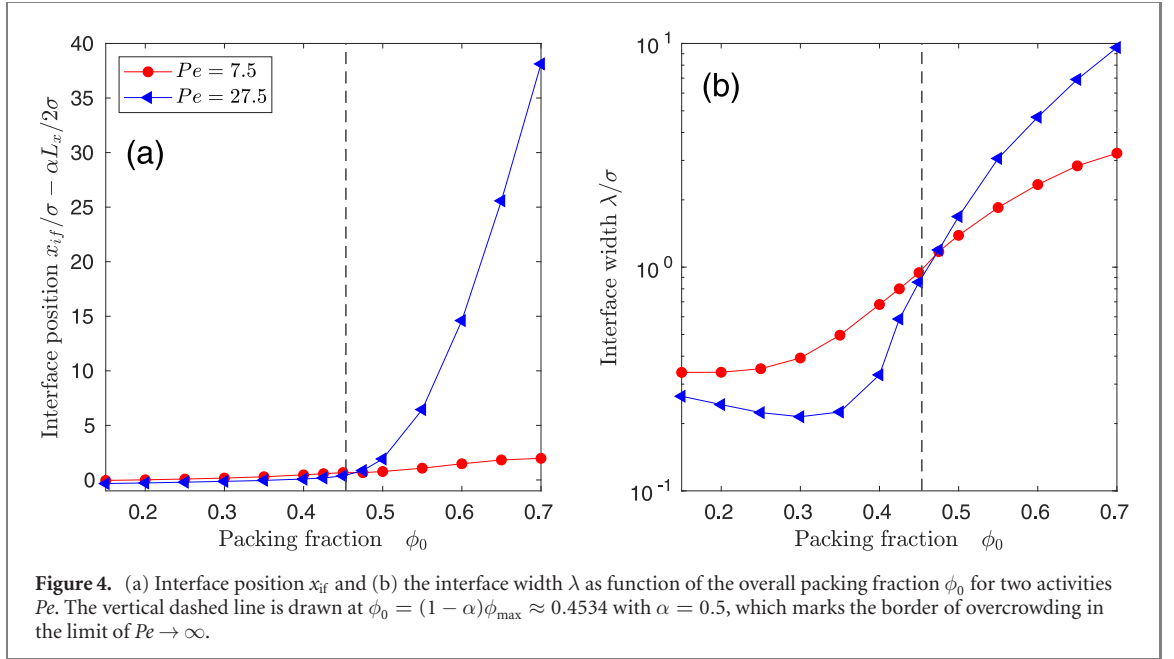 40
35
30
25
20
15
10
5
0
0.2
0.3
0.4
0.5
0.6
0.7
Packing fraction ϕ₀
Interface position x_if/σ − αL_x/2σ
Pe = 7.5
Pe = 27.5
(a)
10¹
10⁰
10⁻¹
0.2
0.3
0.4
0.5
0.6
0.7
Packing fraction ϕ₀
Interface width λ/σ
(b)
Figure 4. (a) Interface position x_if and (b) the interface width λ as function of the overall packing fraction ϕ₀ for two activities
Pe. The vertical dashed line is drawn at ϕ₀ = (1 − α)ϕ_max ≈ 0.4534 with α = 0.5, which marks the border of overcrowding in
the limit of Pe → ∞.